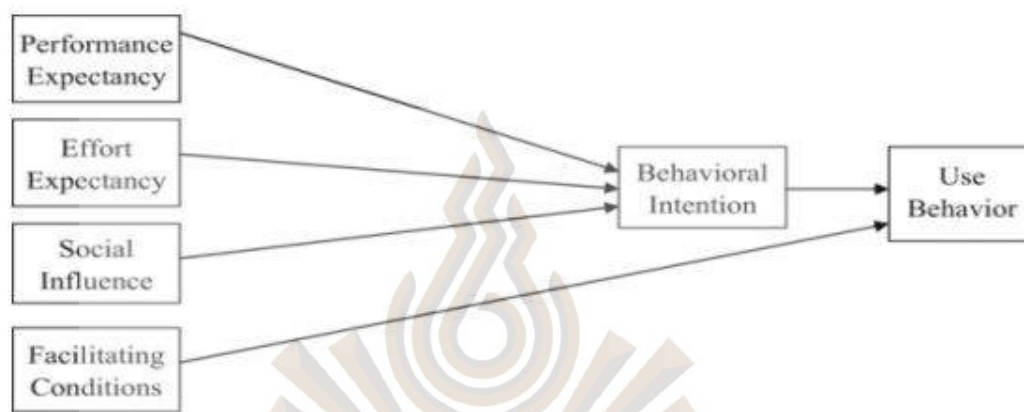 Performance
Expectancy
Effort
Expectancy
Social
Influence
Facilitating
Conditions
Behavioral
Intention
Use
Behavior